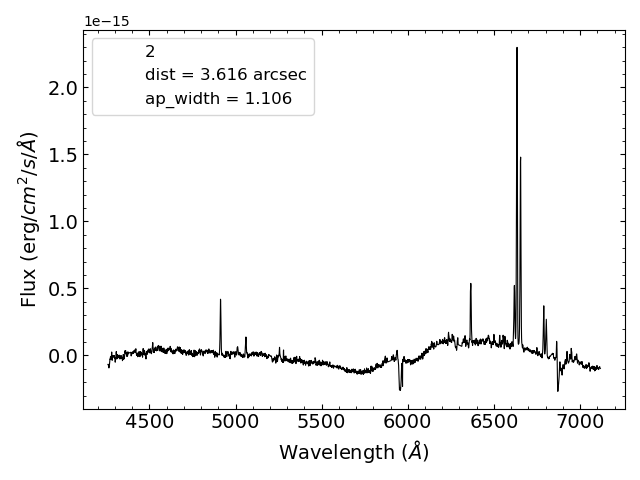 1e−15
2
dist = 3.616 arcsec
ap_width = 1.106
2.0
1.5
1.0
0.5
0.0
Flux (erg/cm²/s/Å)
4500 5000 5500 6000 6500 7000
Wavelength (Å)